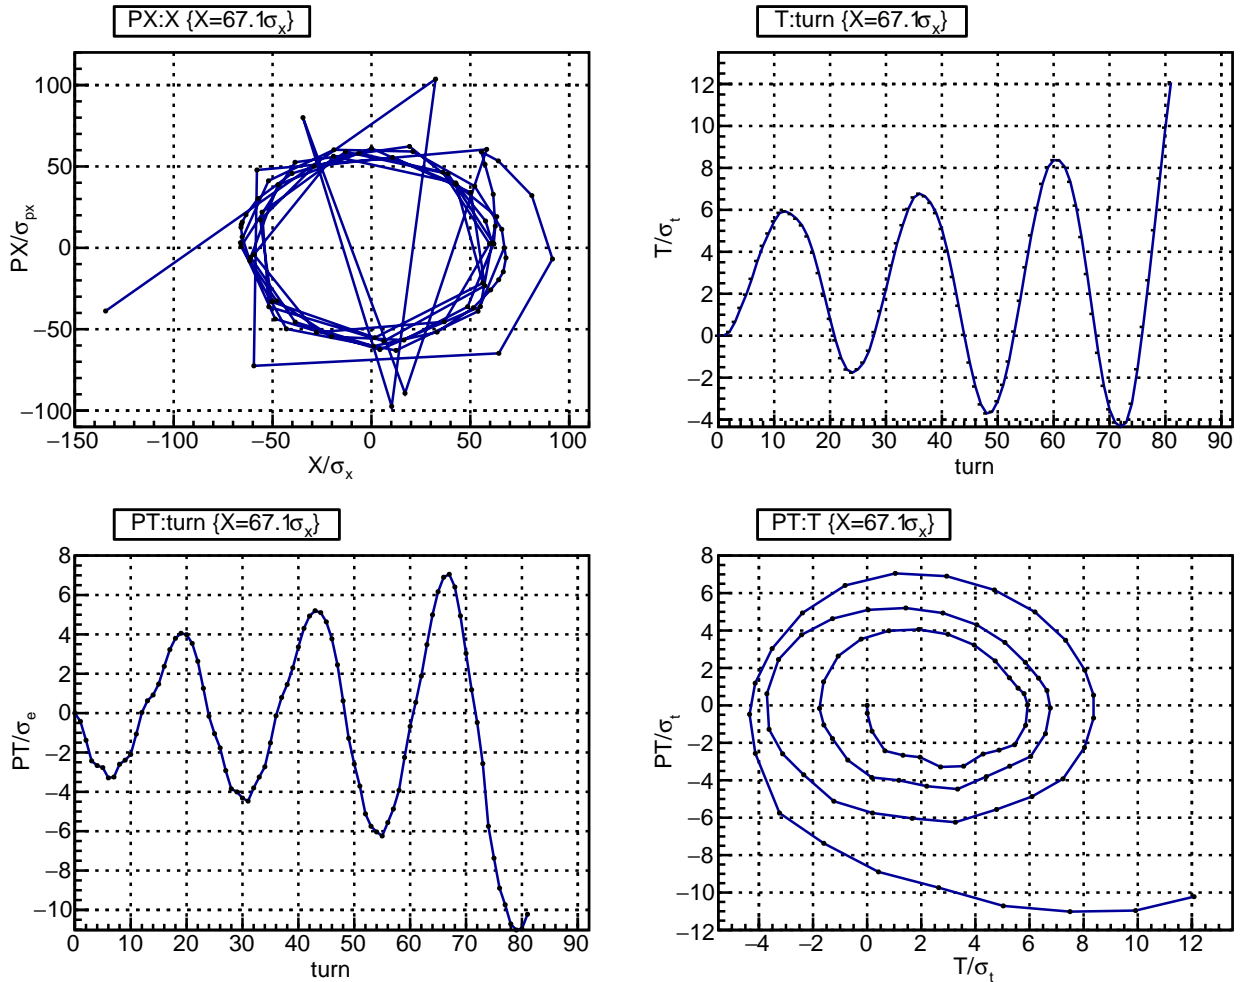 PX:X {X=67.1σx}
PX/σpx
100
50
0
−50
−100
−150
−100
−50
0
50
100
X/σx
T:turn {X=67.1σx}
T/σt
12
10
8
6
4
2
0
−2
−4
0 10 20 30 40 50 60 70 80 90
turn
PT:turn {X=67.1σx}
PT/σe
8
6
4
2
0
−2
−4
−6
−8
−10
0 10 20 30 40 50 60 70 80 90
turn
PT:T {X=67.1σx}
PT/σt
8
6
4
2
0
−2
−4
−6
−8
−10
−12
−4 −2 0 2 4 6 8 10 12
T/σt